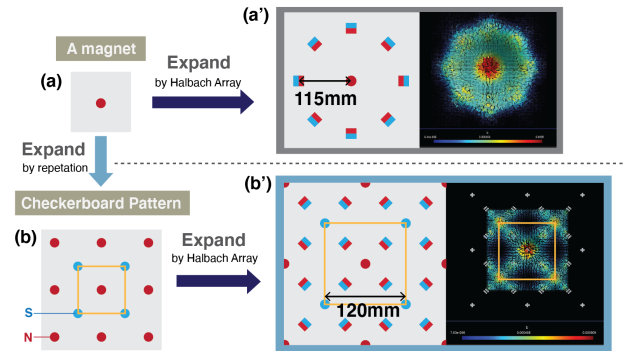 (a')
A magnet
Expand
by Halbach Array
(a)
115mm
Expand
by repetation
Checkerboard Pattern
(b')
(b)
Expand
by Halbach Array
S
N
120mm